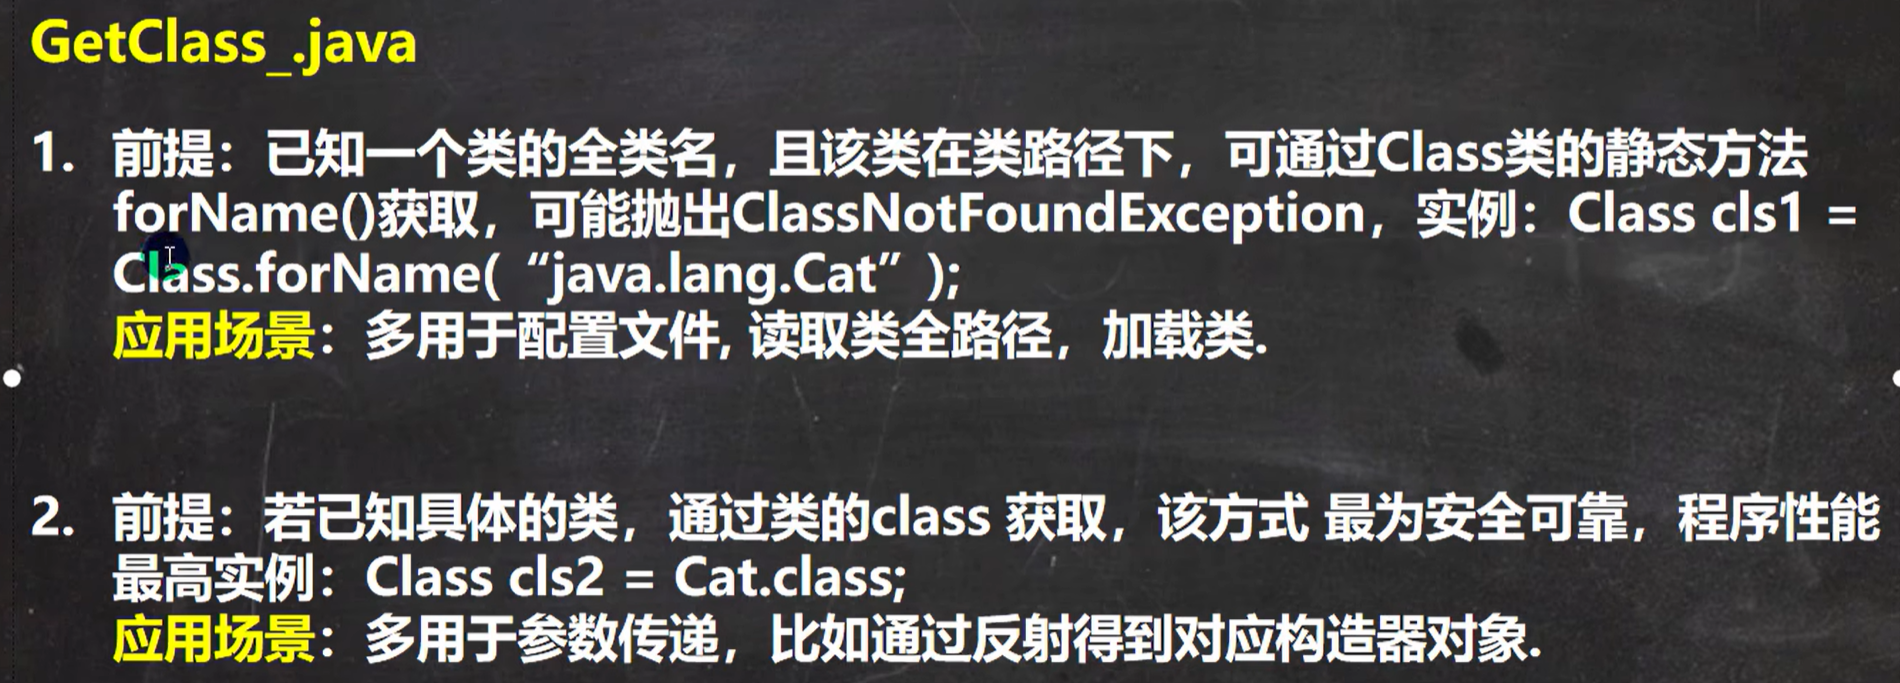 GetClass_.java
1. 前提：已知一个类的全类名，且该类在类路径下，可通过Class类的静态方法
forName()获取，可能抛出ClassNotFoundException，实例：Class cls1 =
Class.forName( “java.lang.Cat” );
应用场景：多用于配置文件, 读取类全路径，加载类.
2. 前提：若已知具体的类，通过类的class 获取，该方式 最为安全可靠，程序性能
最高实例：Class cls2 = Cat.class;
应用场景：多用于参数传递，比如通过反射得到对应构造器对象.